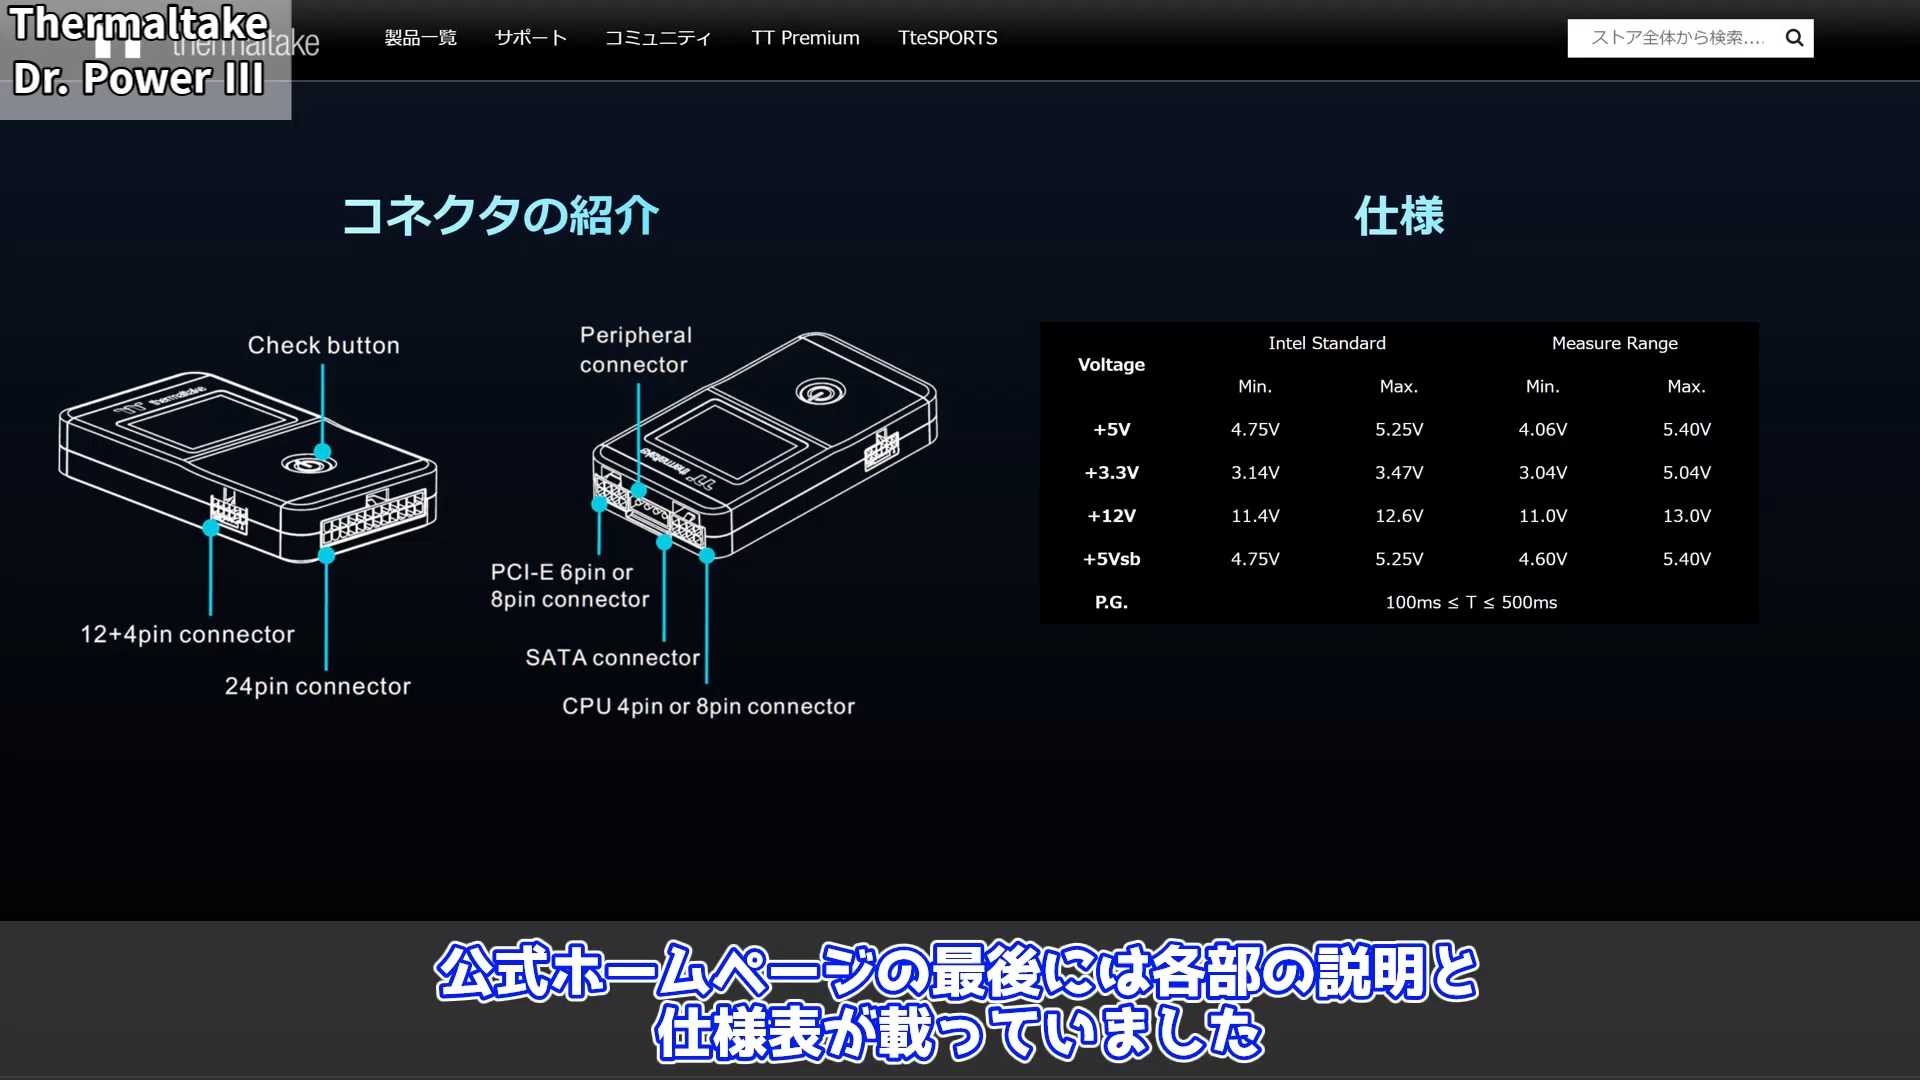 Thermaltake
Dr. Power III
thermaltake
製品一覧 サポート コミュニティ TT Premium TteSPORTS
ストア全体から検索....
コネクタの紹介
仕様
Check button
Peripheral
connector
thermaltake
thermaltake
12+4pin connector
24pin connector
PCI-E 6pin or
8pin connector
SATA connector
CPU 4pin or 8pin connector
Voltage Intel Standard Measure Range
Min. Max. Min. Max.
+5V 4.75V 5.25V 4.06V 5.40V
+3.3V 3.14V 3.47V 3.04V 5.04V
+12V 11.4V 12.6V 11.0V 13.0V
+5Vsb 4.75V 5.25V 4.60V 5.40V
P.G. 100ms ≤ T ≤ 500ms
公式ホームページの最後には各部の説明と
仕様表が載っていました